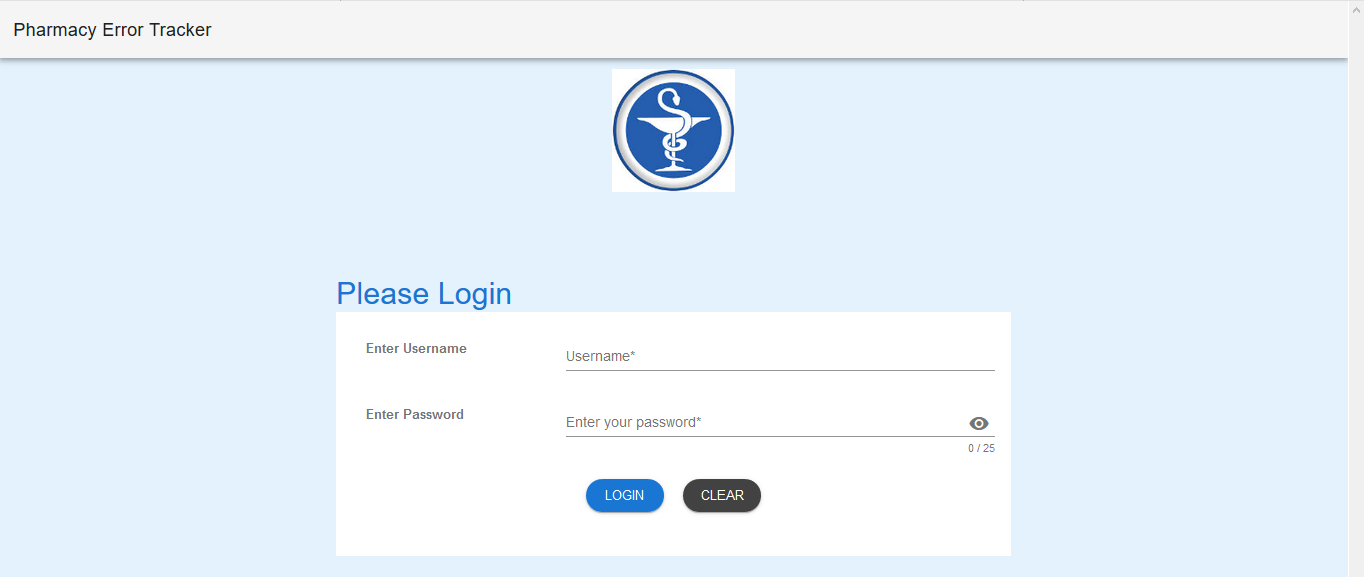 Pharmacy Error Tracker
Please Login
Enter Username
Username*
Enter Password
Enter your password*
0 / 25
LOGIN CLEAR